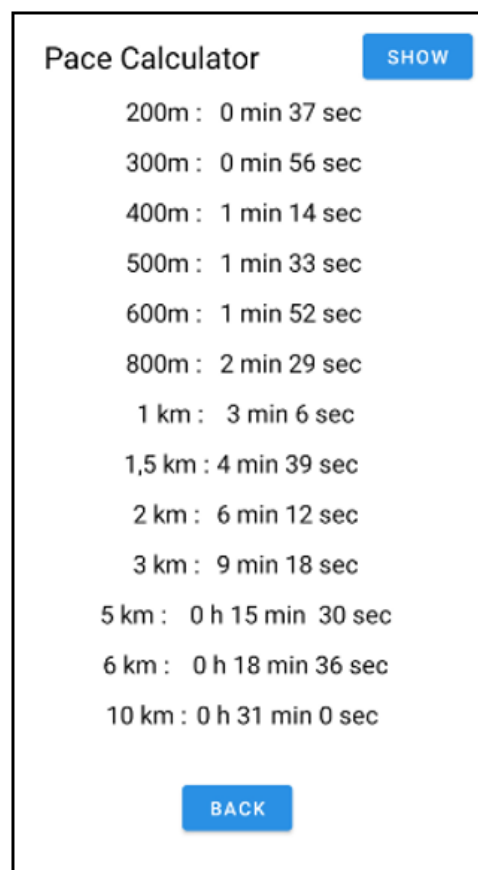 Pace Calculator SHOW
200m : 0 min 37 sec
300m : 0 min 56 sec
400m : 1 min 14 sec
500m : 1 min 33 sec
600m : 1 min 52 sec
800m : 2 min 29 sec
1 km : 3 min 6 sec
1,5 km : 4 min 39 sec
2 km : 6 min 12 sec
3 km : 9 min 18 sec
5 km : 0 h 15 min 30 sec
6 km : 0 h 18 min 36 sec
10 km : 0 h 31 min 0 sec
BACK